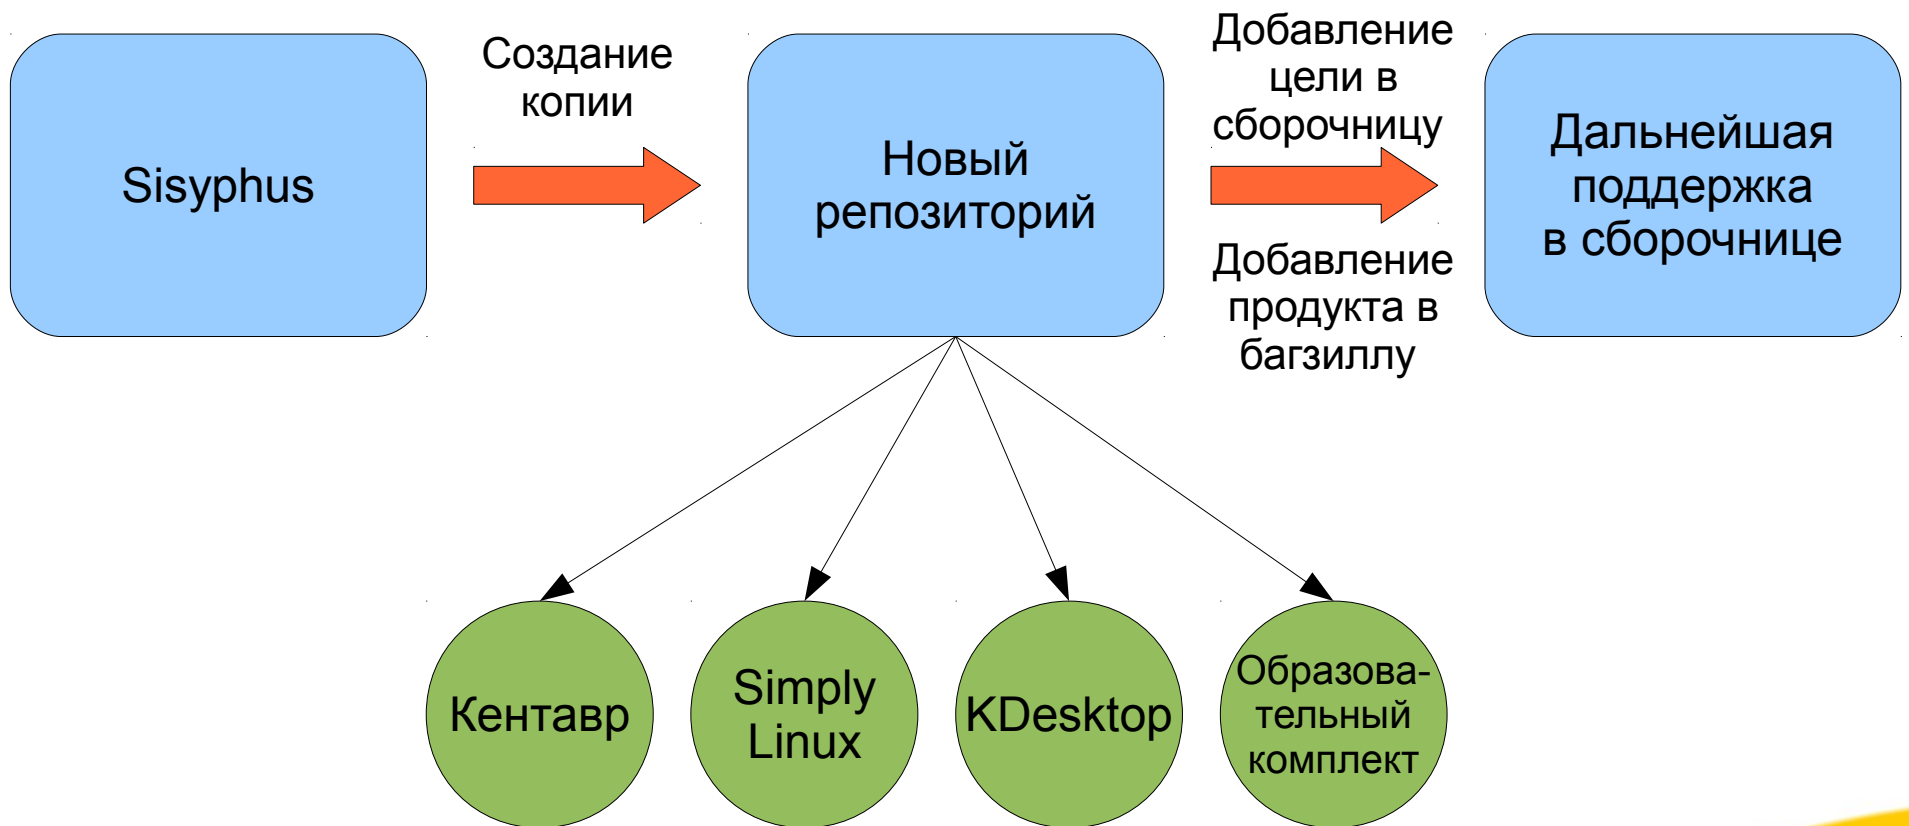 Sisyphus
Создание
копии
Новый
репозиторий
Добавление
цели в
сборочницу
Добавление
продукта в
багзиллу
Дальнейшая
поддержка
в сборочнице
Кентавр
Simply
Linux
KDesktop
Образова-
тельный
комплект